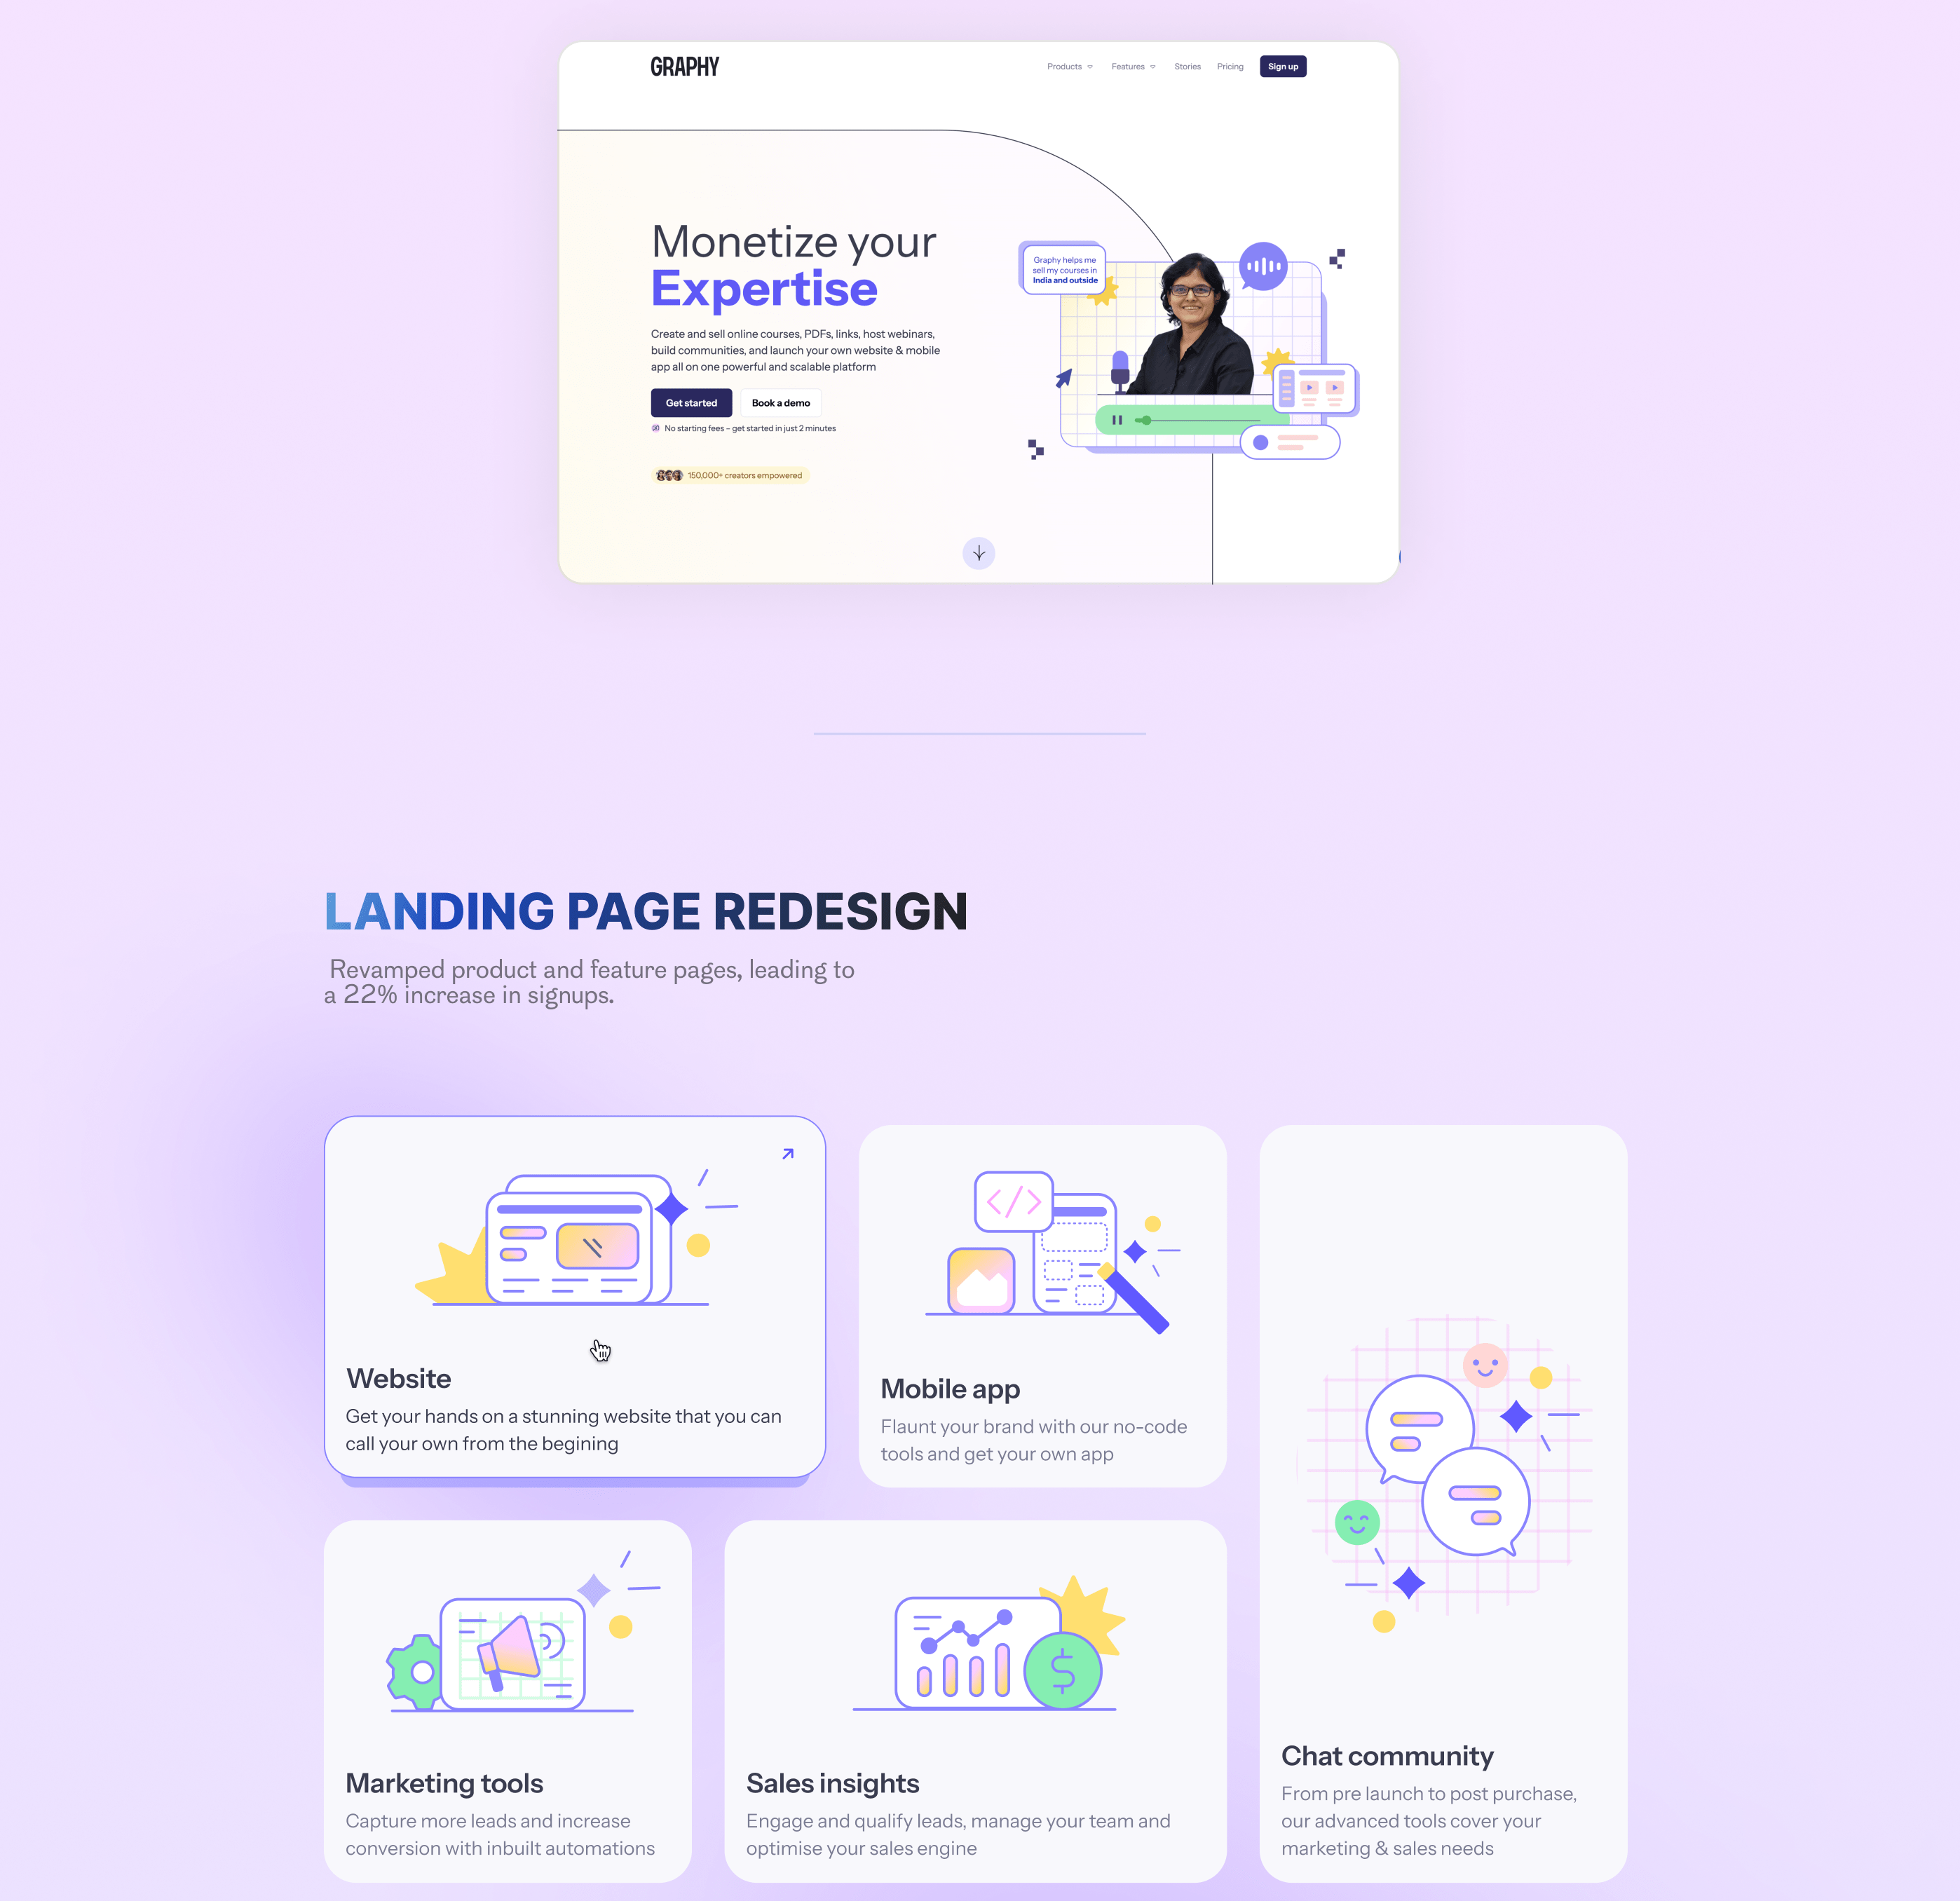 GRAPHY
Products
Features
Stories
Pricing
Sign up
Monetize your
Expertise
Create and sell online courses, PDFs, links, host webinars,
build communities, and launch your own website & mobile
app all on one powerful and scalable platform
Get started
Book a demo
No starting fees – get started in just 2 minutes
150,000+ creators empowered
Graphy helps me
sell my courses in
India and outside
LANDING PAGE REDESIGN
Revamped product and feature pages, leading to
a 22% increase in signups.
</>
Website
Get your hands on a stunning website that you can
call your own from the begining
Mobile app
Flaunt your brand with our no-code
tools and get your own app
Marketing tools
Capture more leads and increase
conversion with inbuilt automations
$
Sales insights
Engage and qualify leads, manage your team and
optimise your sales engine
Chat community
From pre launch to post purchase,
our advanced tools cover your
marketing & sales needs